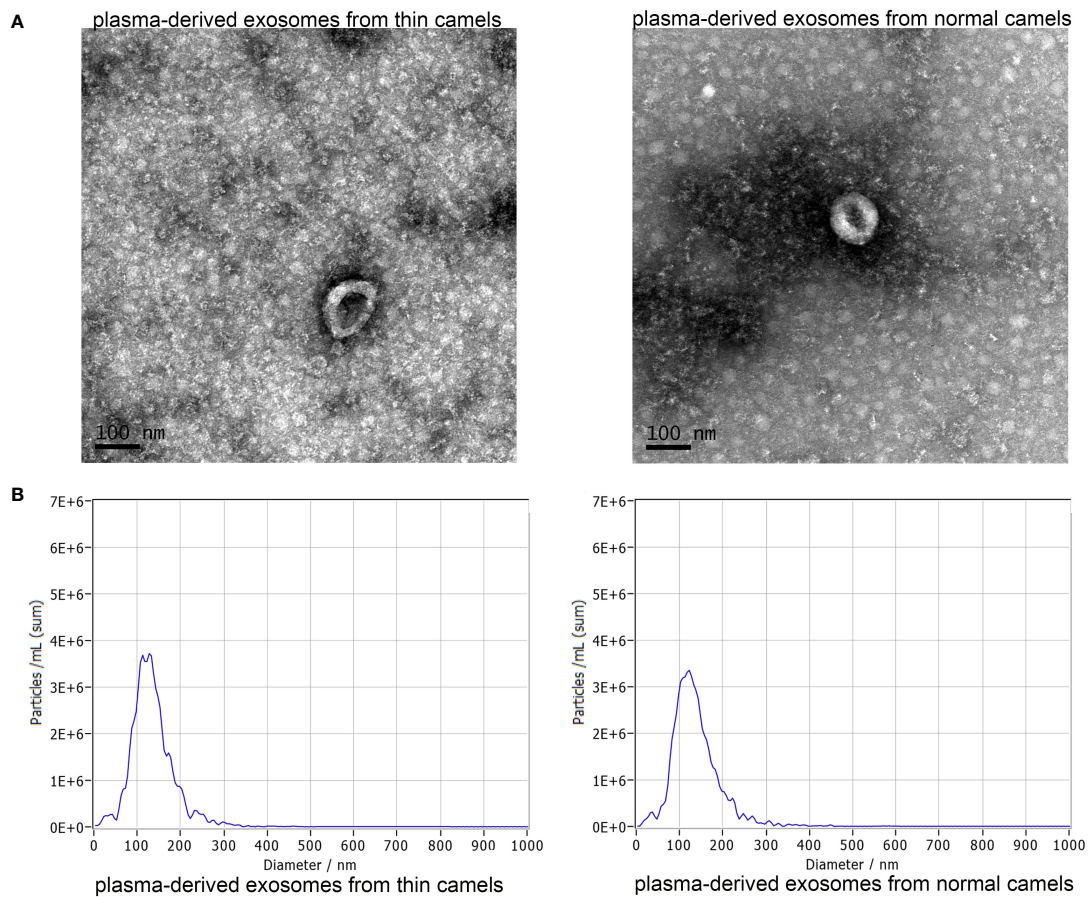 A
plasma-derived exosomes from thin camels
plasma-derived exosomes from normal camels
100 nm
100 nm
B
7E+6
6E+6
5E+6
4E+6
3E+6
2E+6
1E+6
0E+0
Particles /mL (sum)
0 100 200 300 400 500 600 700 800 900 1000
Diameter / nm
plasma-derived exosomes from thin camels
7E+6
6E+6
5E+6
4E+6
3E+6
2E+6
1E+6
0E+0
Particles /mL (sum)
0 100 200 300 400 500 600 700 800 900 1000
Diameter / nm
plasma-derived exosomes from normal camels